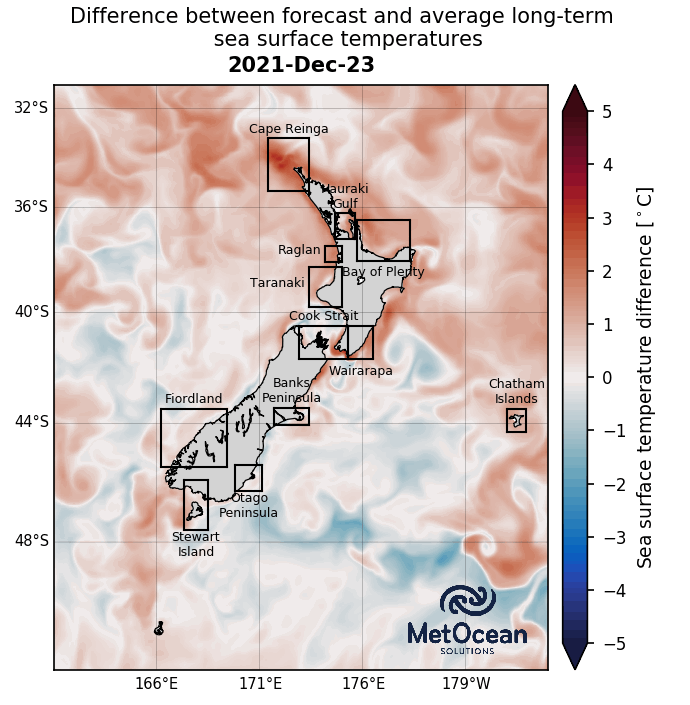 Difference between forecast and average long-term
sea surface temperatures
2021-Dec-23
32°S
36°S
40°S
44°S
48°S
Cape Reinga
Hauraki
Gulf
Raglan
Bay of Plenty
Taranaki
Cook Strait
Wairarapa
Banks
Peninsula
Fiordland
Chatham
Islands
Otago
Peninsula
Stewart
Island
MetOcean
SOLUTIONS
166°E
171°E
176°E
179°W
5
4
3
2
1
0
−1
−2
−3
−4
−5
Sea surface temperature difference [°C]